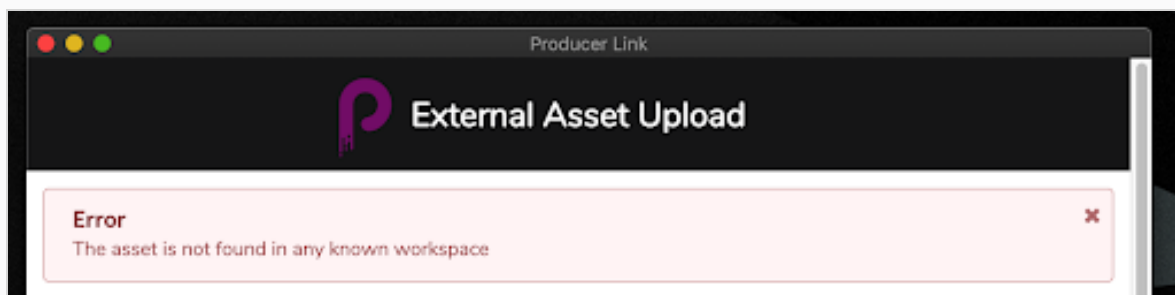 Producer Link
External Asset Upload
Error
The asset is not found in any known workspace